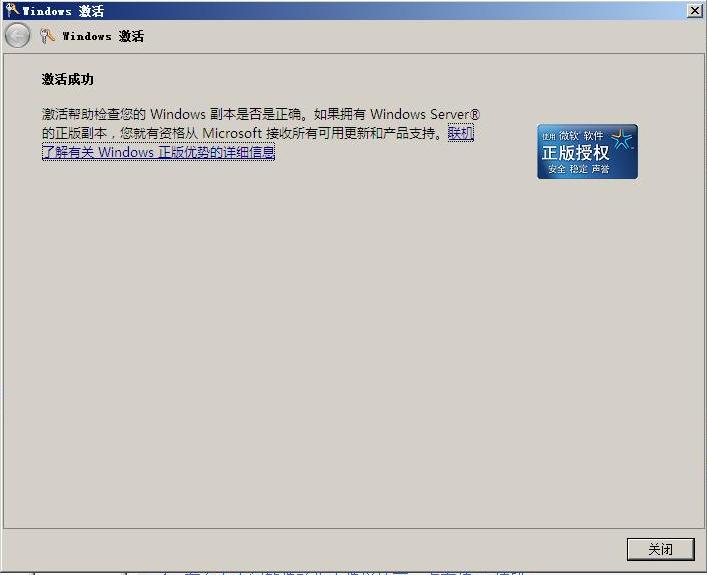 Windows 激活
Windows 激活
激活成功
激活帮助检查您的 Windows 副本是否是正确。如果拥有 Windows Server®
的正版副本，您就有资格从 Microsoft 接收所有可用更新和产品支持。联机
了解有关 Windows 正版优势的详细信息
使用 微软 软件
正版授权
安全 稳定 声誉
关闭